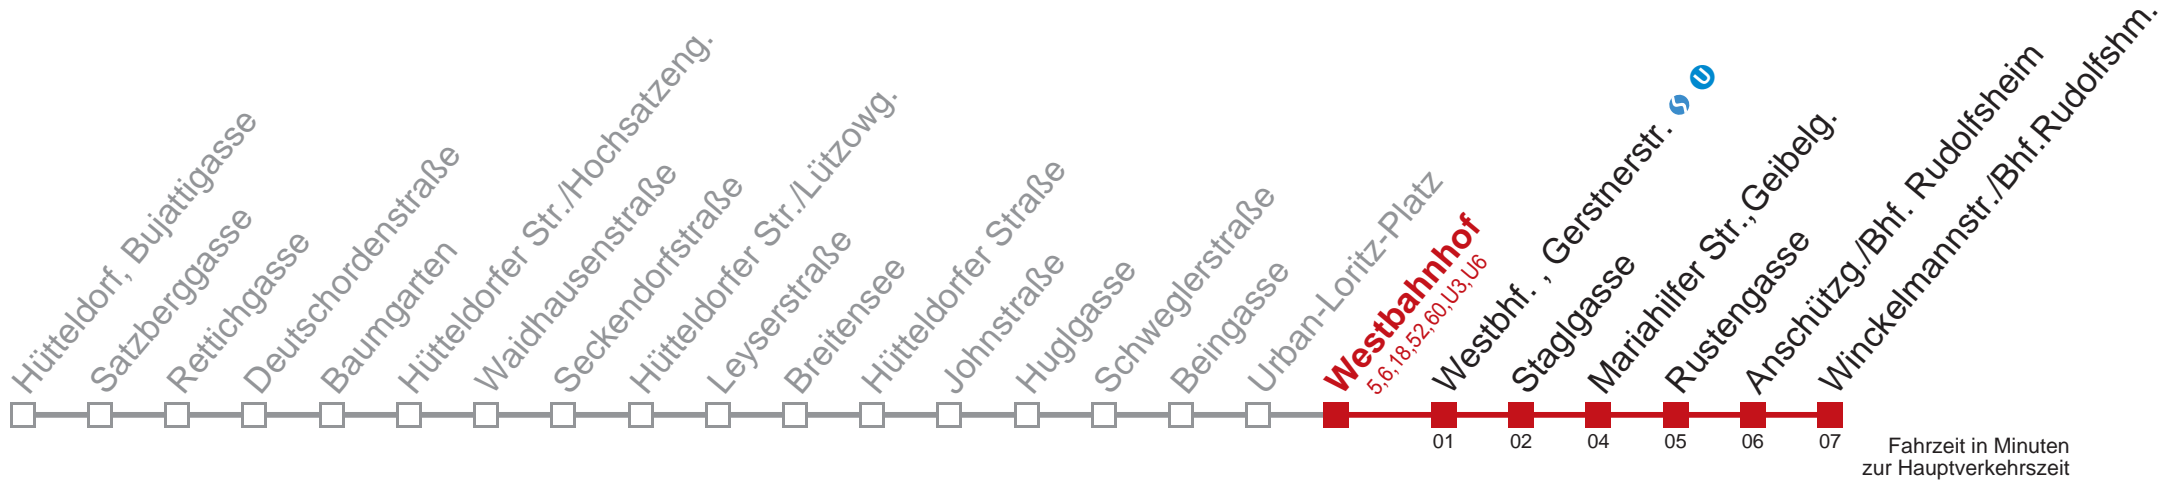 Hütteldorf, Bujattigasse
Satzberggasse
Rettichgasse
Deutschordenstraße
Baumgarten
Hütteldorfer Str./Hochsatzeng.
Waidhausenstraße
Seckendorfstraße
Hütteldorfer Str./Lützowg.
Leyserstraße
Breitensee
Hütteldorfer Straße
Johnstraße
Huglgasse
Schweglerstraße
Beingasse
Urban-Loritz-Platz
Westbahnhof
5,6,18,52,60,U3,U6
Westbhf. , Gerstnerstr. S U
Staglgasse
Mariahilfer Str.,Geibelg.
Rustengasse
Anschützg./Bhf. Rudolfsheim
Winckelmannstr./Bhf.Rudolfshm.
01 02 04 05 06 07
Fahrzeit in Minuten
zur Hauptverkehrszeit